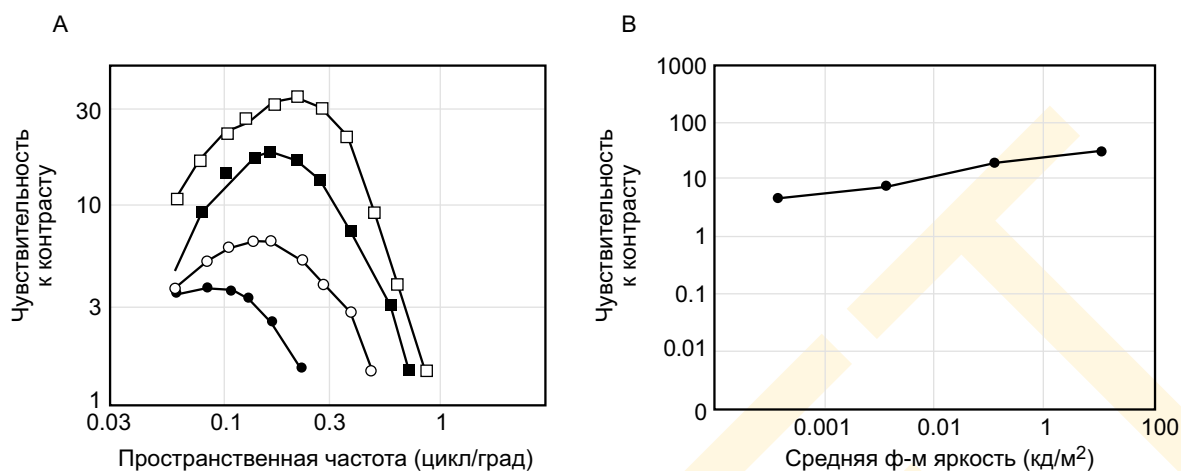 A
B
Чувствительность
к контрасту
30
10
3
1
0.03
0.1
0.3
1
Пространственная частота (цикл/град)
Чувствительность
к контрасту
1000
100
10
1
0.1
0.01
0
0.001
0.01
1
100
Средняя ф-м яркость (кд/м²)